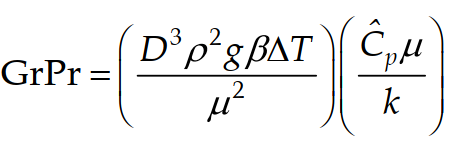 GrPr = (D³ρ²gβΔT / μ²)(Ĉₚμ / k)